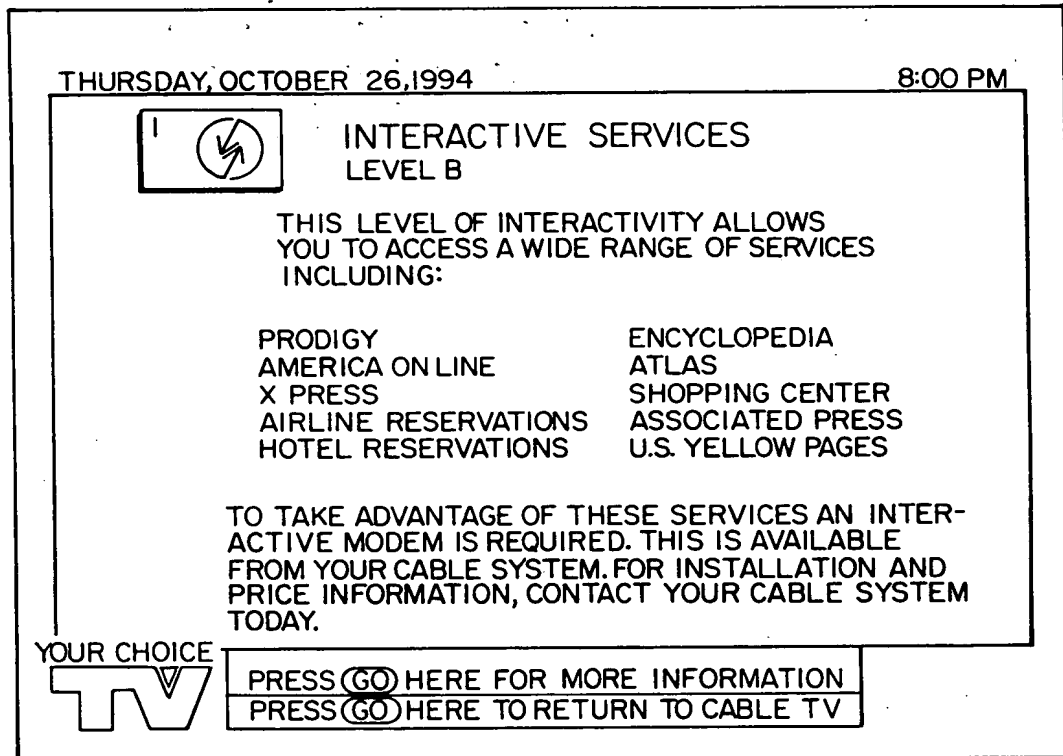 THURSDAY, OCTOBER 26, 1994 8:00 PM
I
INTERACTIVE SERVICES
LEVEL B
THIS LEVEL OF INTERACTIVITY ALLOWS
YOU TO ACCESS A WIDE RANGE OF SERVICES
INCLUDING:
PRODIGY ENCYCLOPEDIA
AMERICA ON LINE ATLAS
X PRESS SHOPPING CENTER
AIRLINE RESERVATIONS ASSOCIATED PRESS
HOTEL RESERVATIONS U.S. YELLOW PAGES
TO TAKE ADVANTAGE OF THESE SERVICES AN INTER-
ACTIVE MODEM IS REQUIRED. THIS IS AVAILABLE
FROM YOUR CABLE SYSTEM. FOR INSTALLATION AND
PRICE INFORMATION, CONTACT YOUR CABLE SYSTEM
TODAY.
YOUR CHOICE
TV
PRESS GO HERE FOR MORE INFORMATION
PRESS GO HERE TO RETURN TO CABLE TV